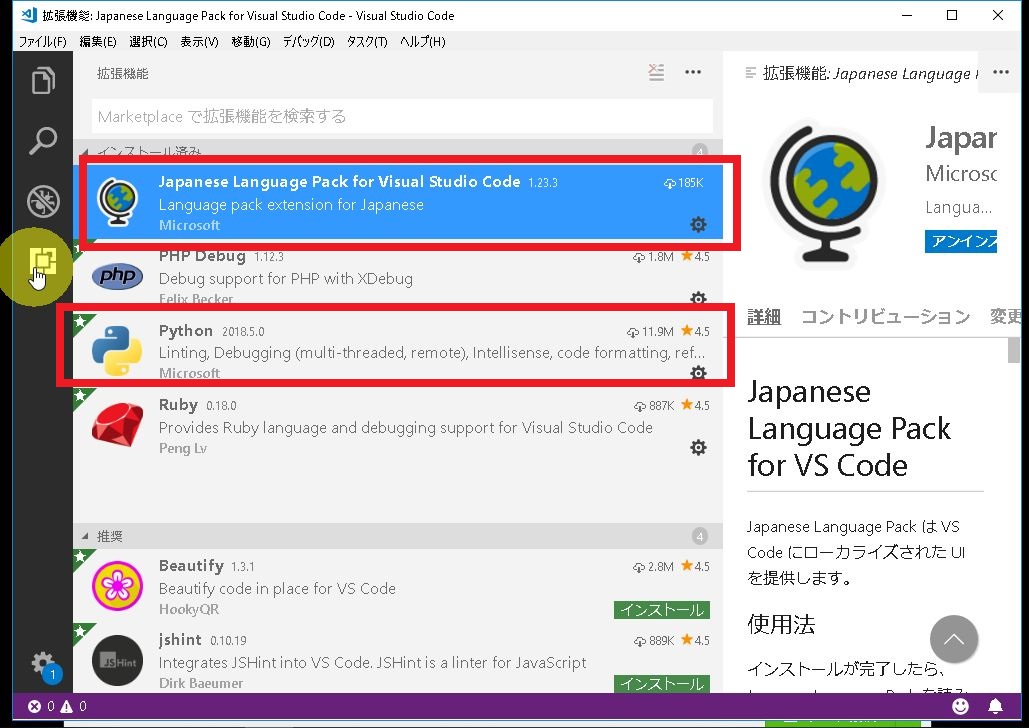 拡張機能: Japanese Language Pack for Visual Studio Code - Visual Studio Code
ファイル(F) 編集(E) 選択(C) 表示(V) 移動(G) デバッグ(D) タスク(T) ヘルプ(H)
拡張機能
Marketplace で拡張機能を検索する
インストール済み 4
Japanese Language Pack for Visual Studio Code 1.23.3 185K
Language pack extension for Japanese
Microsoft
PHP Debug 1.12.3 1.8M 4.5
php
Debug support for PHP with XDebug
Felix Becker
Python 2018.5.0 11.9M 4.5
Linting, Debugging (multi-threaded, remote), Intellisense, code formatting, ref...
Microsoft
Ruby 0.18.0 887K 4.5
Provides Ruby language and debugging support for Visual Studio Code
Peng Lv
推奨 4
Beautify 1.3.1 2.8M 4.5
Beautify code in place for VS Code
HookyQR インストール
jshint 0.10.19 889K 4.5
JSHint
Integrates JSHint into VS Code. JSHint is a linter for JavaScript
Dirk Baeumer インストール
1
0 0
拡張機能: Japanese Language
Japan
Microsc
Langua...
アンインス
詳細 コントリビューション 変更
Japanese
Language Pack
for VS Code
Japanese Language Pack は VS
Code にローカライズされた UI
を提供します。
使用法
インストールが完了したら、